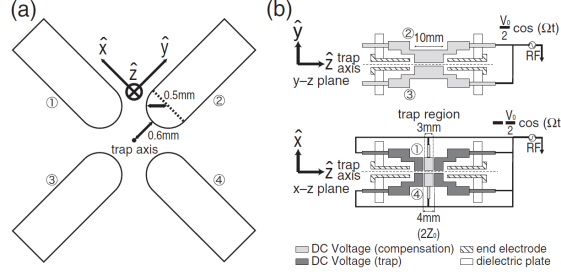 (a)
x̂
ẑ
ŷ
①
②
0.5mm
0.6mm
trap axis
③
④
(b)
ŷ
ẑ
trap
axis
y−z plane
②
10mm
③
V₀/2 cos (Ωt)
RF
trap region
3mm
x̂
ẑ
trap
axis
x−z plane
①
④
−V₀/2 cos (Ωt
RF
4mm
(2Z₀)
DC Voltage (compensation)
end electrode
DC Voltage (trap)
dielectric plate